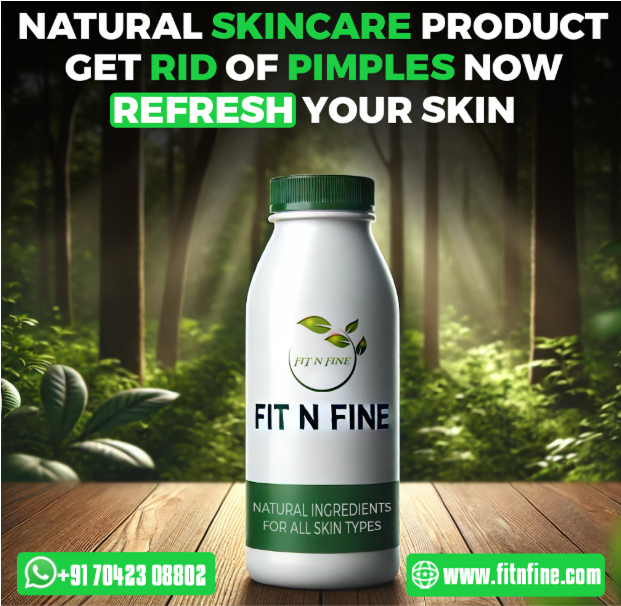 NATURAL SKINCARE PRODUCT
GET RID OF PIMPLES NOW
REFRESH YOUR SKIN
FIT N FINE
FIT N FINE
NATURAL INGREDIENTS
FOR ALL SKIN TYPES
+91 70423 08802
www.fitnfine.com